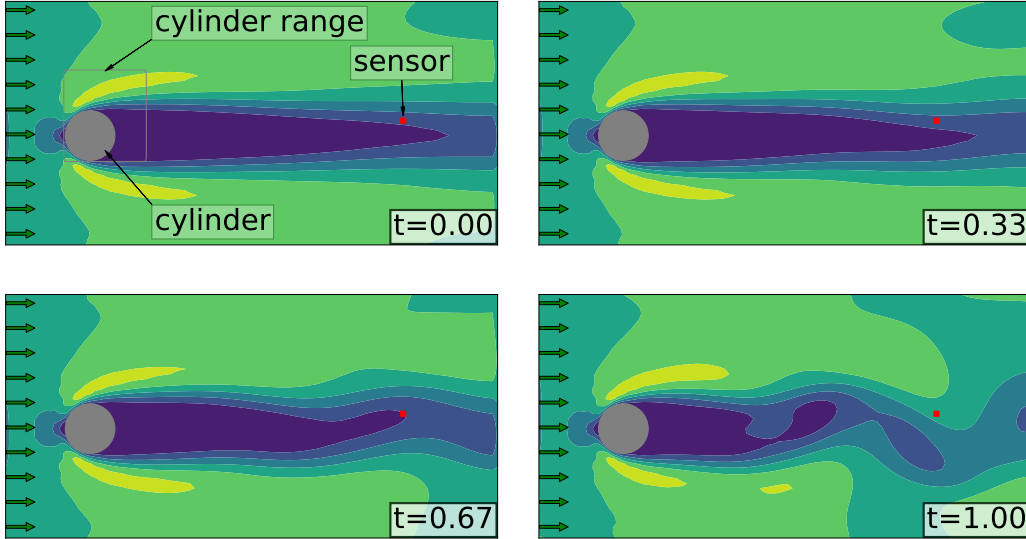 cylinder range
sensor
cylinder
t=0.00
t=0.33
t=0.67
t=1.00